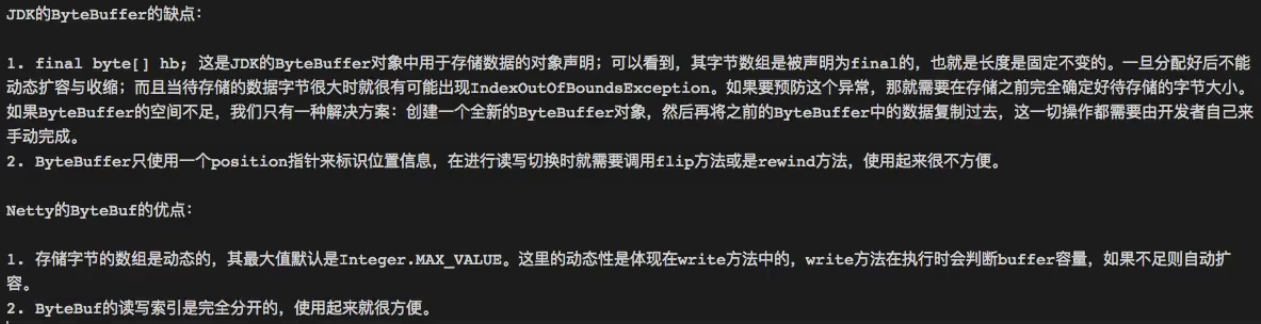 JDK的ByteBuffer的缺点：
1. final byte[] hb; 这是JDK的ByteBuffer对象中用于存储数据的对象声明；可以看到，其字节数组是被声明为final的，也就是长度是固定不变的。一旦分配好后不能
动态扩容与收缩；而且当待存储的数据字节很大时就很有可能出现IndexOutOfBoundsException。如果要预防这个异常，那就需要在存储之前完全确定好待存储的字节大小。
如果ByteBuffer的空间不足，我们只有一种解决方案：创建一个全新的ByteBuffer对象，然后再将之前的ByteBuffer中的数据复制过去，这一切操作都需要由开发者自己来
手动完成。
2. ByteBuffer只使用一个position指针来标识位置信息，在进行读写切换时就需要调用flip方法或是rewind方法，使用起来很不方便。
Netty的ByteBuf的优点：
1. 存储字节的数组是动态的，其最大值默认是Integer.MAX_VALUE。这里的动态性是体现在write方法中的，write方法在执行时会判断buffer容量，如果不足则自动扩
容。
2. ByteBuf的读写索引是完全分开的，使用起来就很方便。